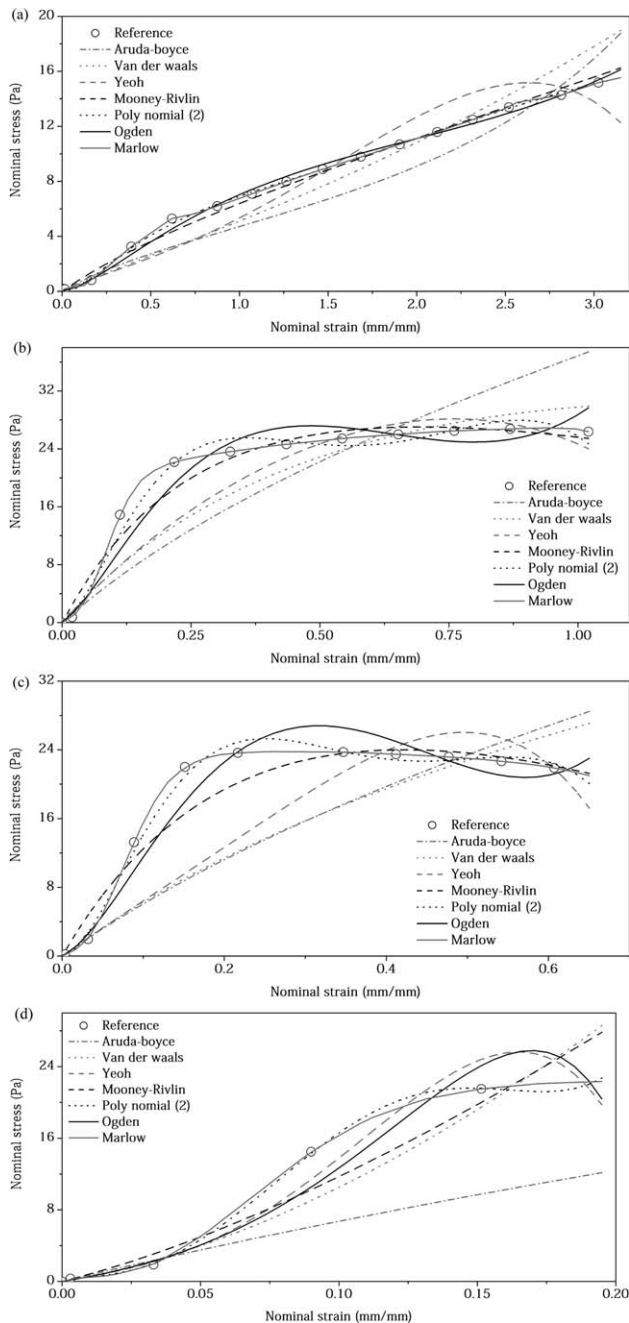 (a)
20
16
12
8
4
0
Nominal stress (Pa)
Reference
Aruda-boyce
Van der waals
Yeoh
Mooney-Rivlin
Poly nomial (2)
Ogden
Marlow
0.0 0.5 1.0 1.5 2.0 2.5 3.0
Nominal strain (mm/mm)
(b)
32
24
16
8
0
Nominal stress (Pa)
Reference
Aruda-boyce
Van der waals
Yeoh
Mooney-Rivlin
Poly nomial (2)
Ogden
Marlow
0.00 0.25 0.50 0.75 1.00
Nominal strain (mm/mm)
(c)
32
24
16
8
0
Nominal stress (Pa)
Reference
Aruda-boyce
Van der waals
Yeoh
Mooney-Rivlin
Poly nomial (2)
Ogden
Marlow
0.0 0.2 0.4 0.6
Nominal strain (mm/mm)
(d)
24
16
8
0
Nominal stress (Pa)
Reference
Aruda-boyce
Van der waals
Yeoh
Mooney-Rivlin
Poly nomial (2)
Ogden
Marlow
0.00 0.05 0.10 0.15 0.20
Nominal strain (mm/mm)